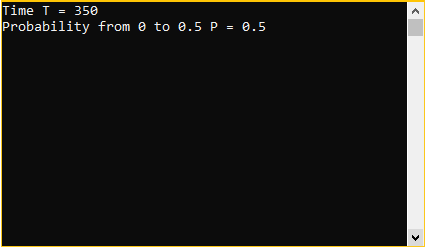 Time T = 350
Probability from 0 to 0.5 P = 0.5